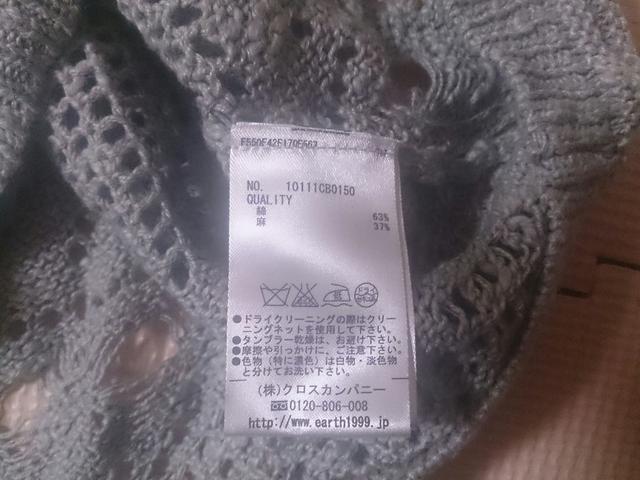 NO. 10111CB0150
QUALITY
綿 63%
麻 37%
低
ドライ
●ドライクリーニングの際はクリー
ニングネットを使用して下さい。
●タンブラー乾燥は、お避け下さい。
●摩擦や引っかけに、ご注意下さい。
●色物（特に濃色）は白物・淡色物
と分けてお洗い下さい。
(株)クロスカンパニー
0120-806-008
http://www.earth1999.jp